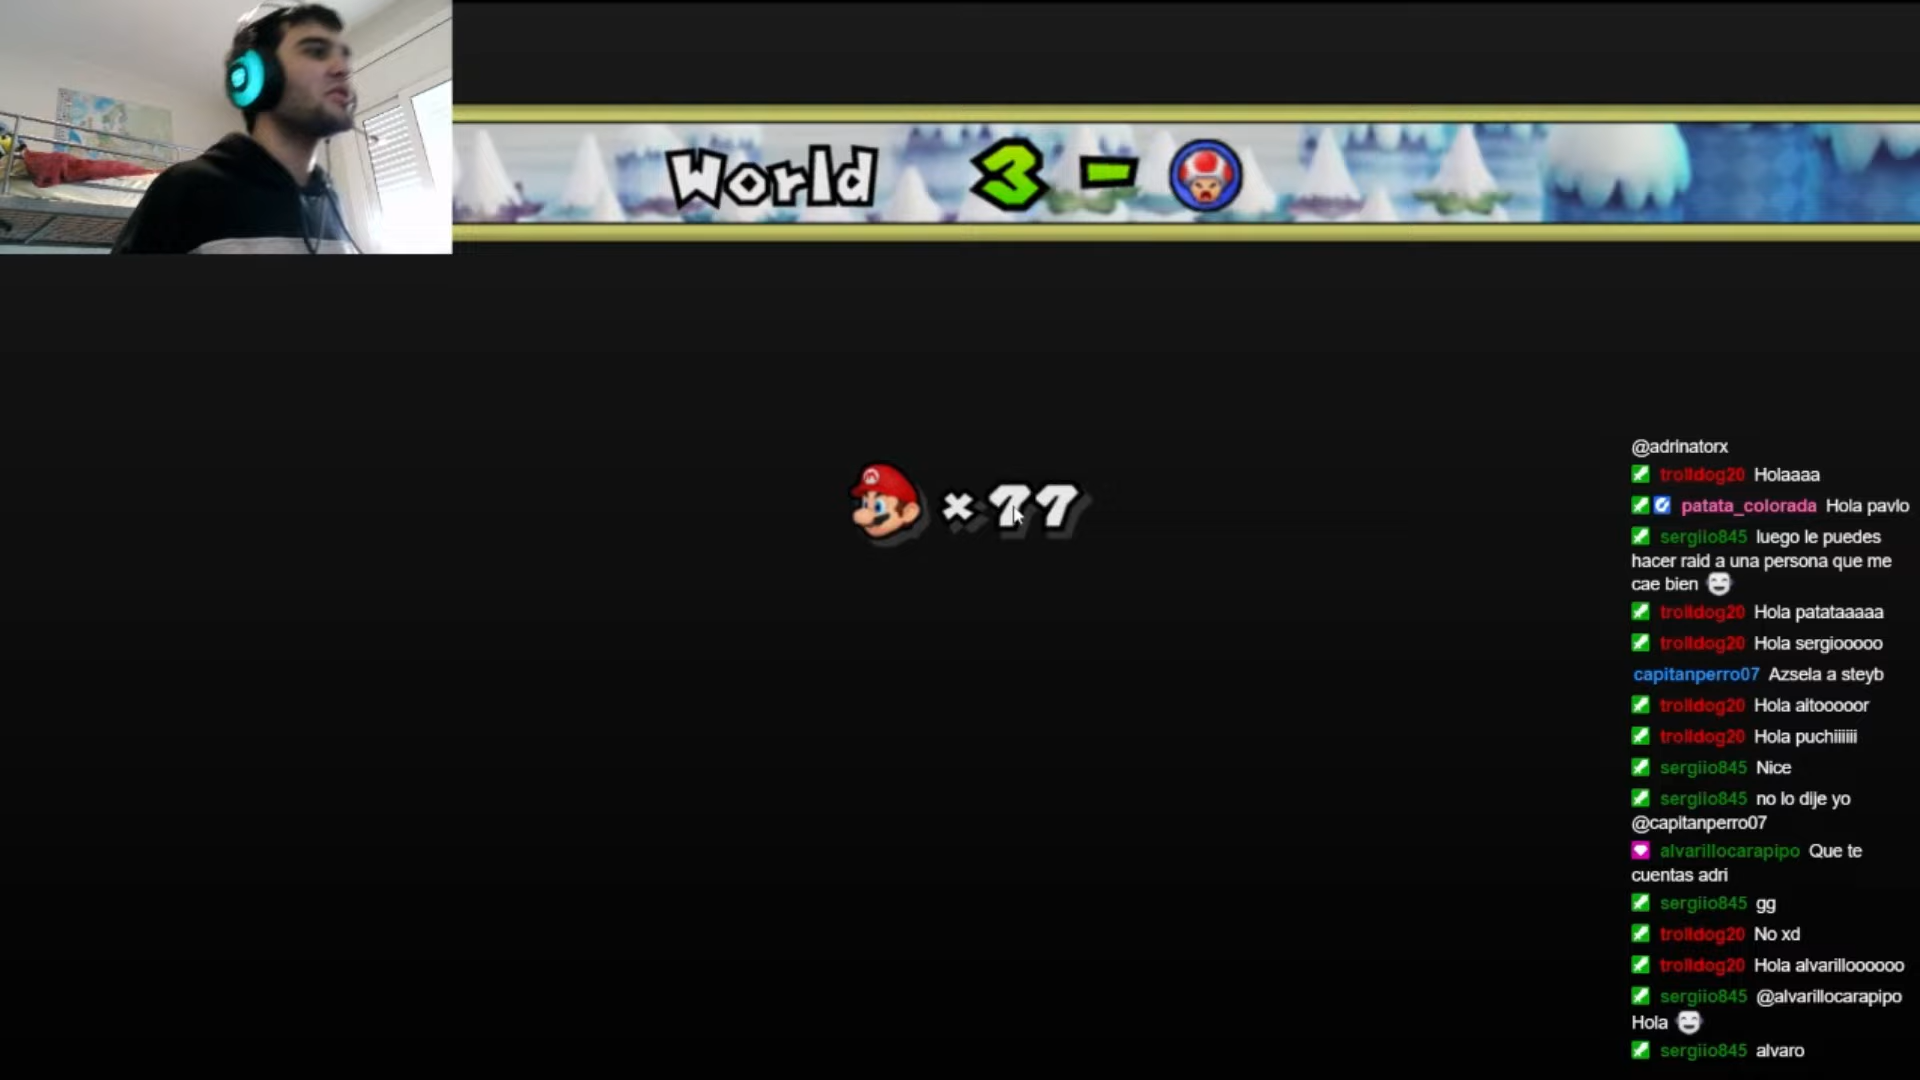 World 3 -
× 77
@adrinatorx
trolldog20 Holaaaa
patata_colorada Hola pavlo
sergiio845 luego le puedes
hacer raid a una persona que me
cae bien
trolldog20 Hola patataaaaa
trolldog20 Hola sergiooooo
capitanperro07 Azsela a steyb
trolldog20 Hola aitooooor
trolldog20 Hola puchiiiiii
sergiio845 Nice
sergiio845 no lo dije yo
@capitanperro07
alvarillocarapipo Que te
cuentas adri
sergiio845 gg
trolldog20 No xd
trolldog20 Hola alvarilloooooo
sergiio845 @alvarillocarapipo
Hola
sergiio845 alvaro